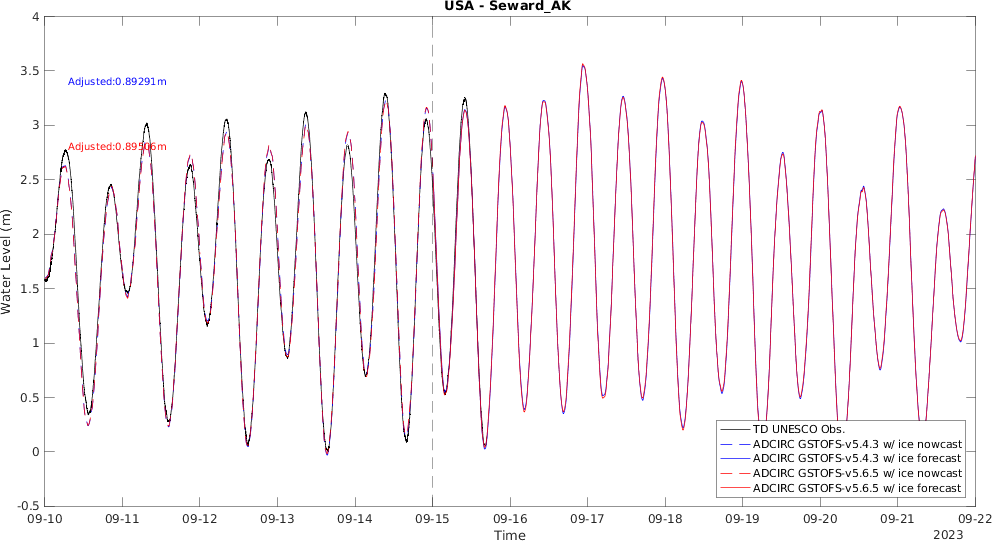 USA - Seward_AK
Water Level (m)
4
3.5
3
2.5
2
1.5
1
0.5
0
-0.5
Adjusted:0.89291m
Adjusted:0.89506m
TD UNESCO Obs.
ADCIRC GSTOFS-v5.4.3 w/ ice nowcast
ADCIRC GSTOFS-v5.4.3 w/ ice forecast
ADCIRC GSTOFS-v5.6.5 w/ ice nowcast
ADCIRC GSTOFS-v5.6.5 w/ ice forecast
09-10 09-11 09-12 09-13 09-14 09-15 09-16 09-17 09-18 09-19 09-20 09-21 09-22
Time
2023